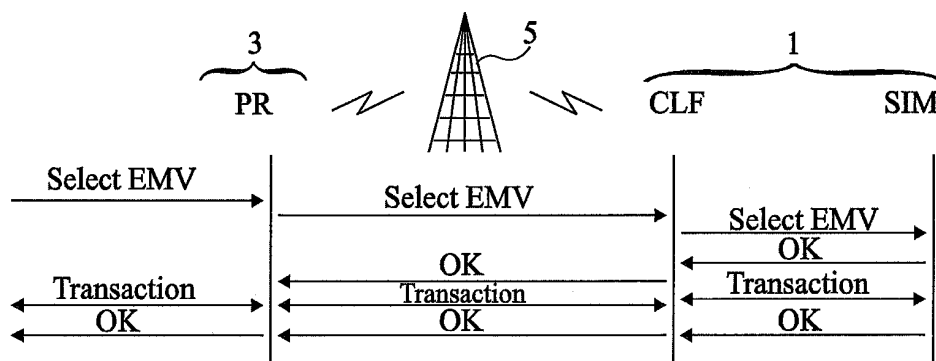 3 5 1
PR CLF SIM
Select EMV
Select EMV
Select EMV
OK
OK
Transaction Transaction Transaction
OK OK OK